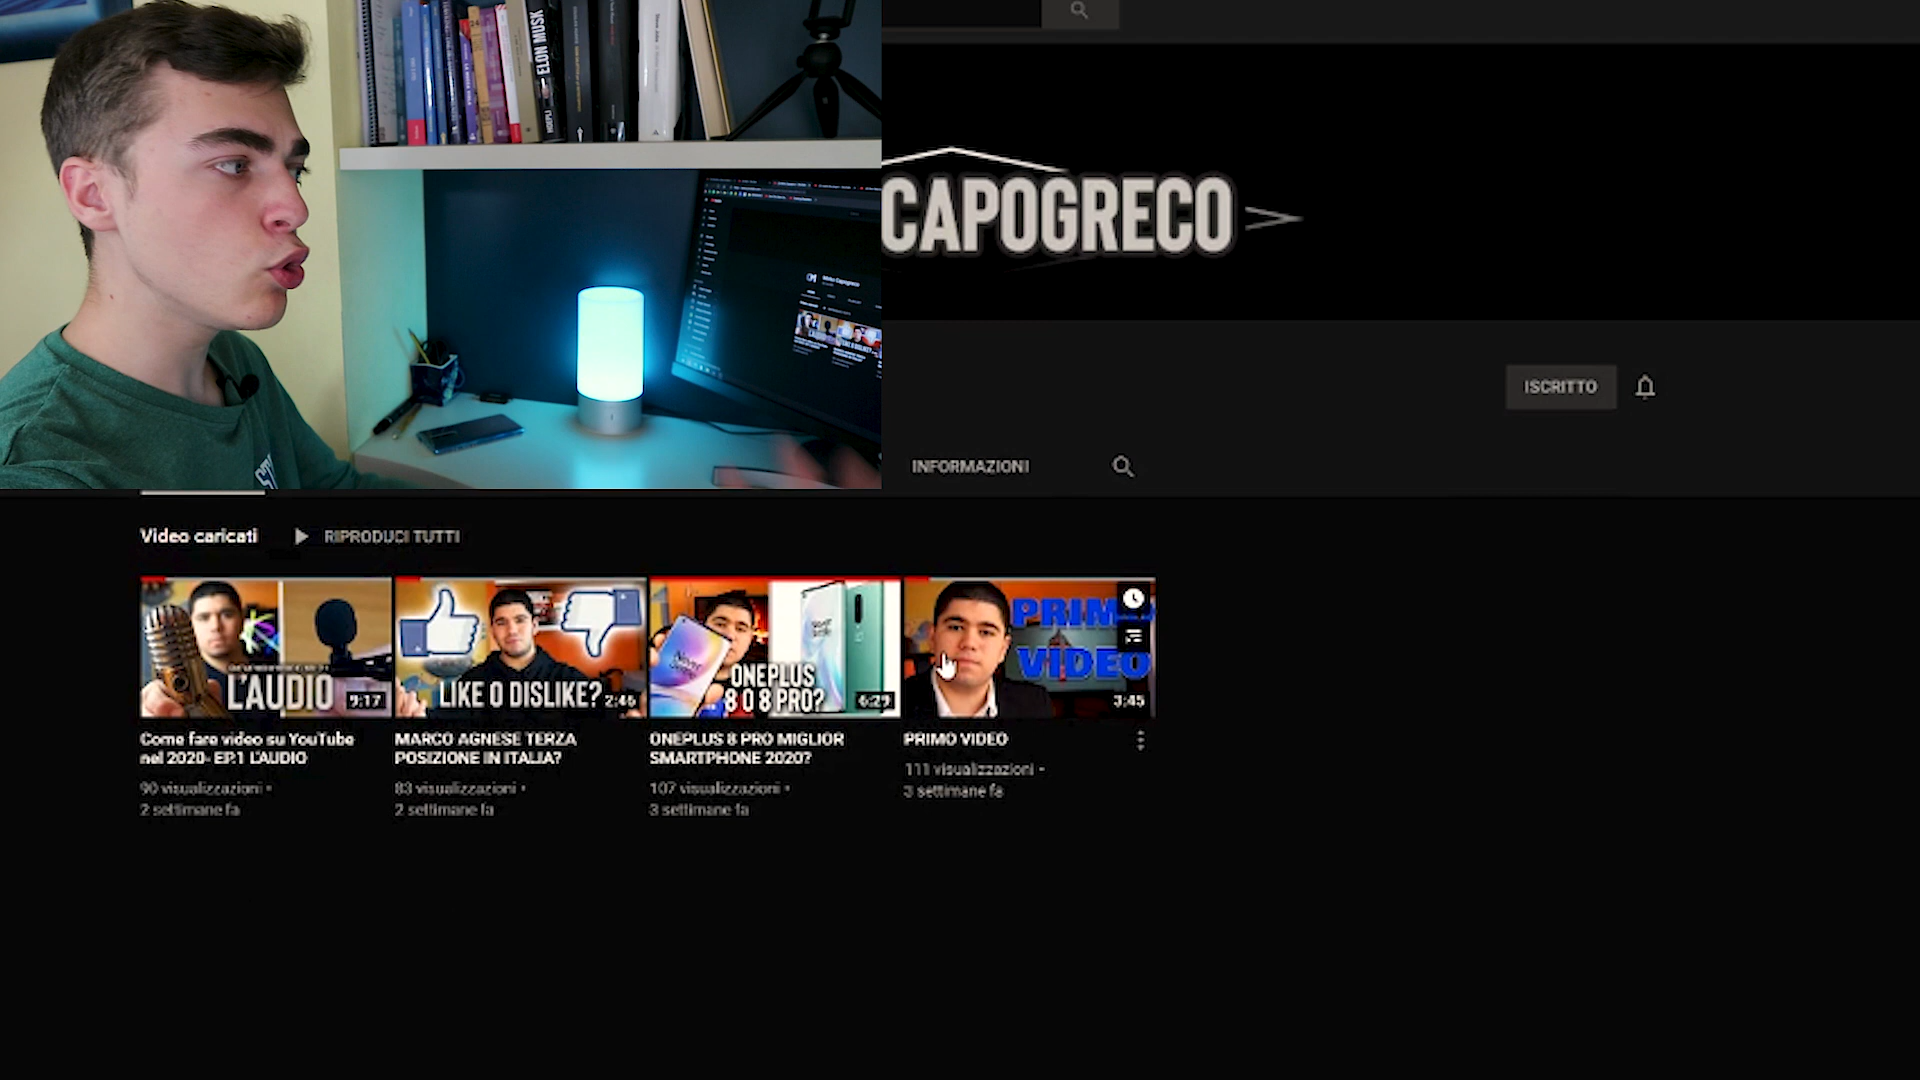 ELON MUSK
CAPOGRECO
ISCRITTO
INFORMAZIONI
Video caricati
RIPRODUCI TUTTI
L'AUDIO
9:17
LIKE O DISLIKE?
2:46
ONEPLUS
8 O 8 PRO?
6:29
PRIMO
VIDEO
3:45
Come fare video su YouTube
nel 2020- EP.1 L'AUDIO
90 visualizzazioni •
2 settimane fa
MARCO AGNESE TERZA
POSIZIONE IN ITALIA?
83 visualizzazioni •
2 settimane fa
ONEPLUS 8 PRO MIGLIOR
SMARTPHONE 2020?
107 visualizzazioni •
3 settimane fa
PRIMO VIDEO
111 visualizzazioni •
3 settimane fa